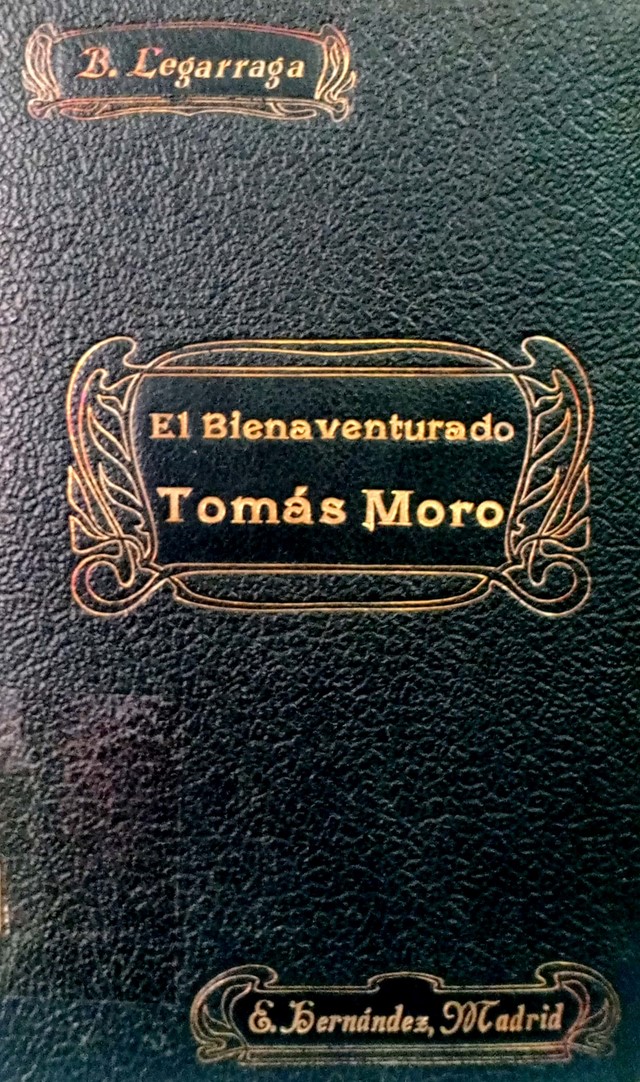 B. Legarraga
El Bienaventurado
Tomás Moro
E. Hernández, Madrid